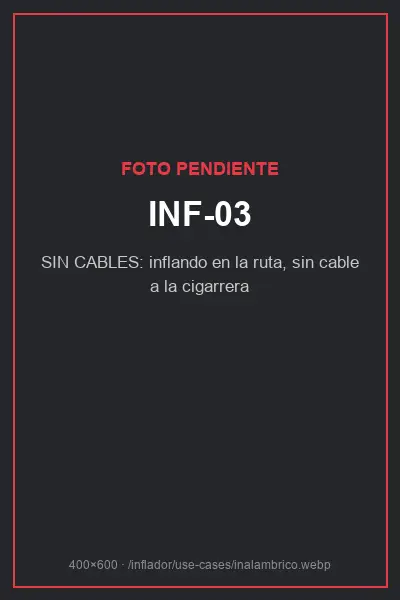 FOTO PENDIENTE
INF-03
SIN CABLES: inflando en la ruta, sin cable
a la cigarrera
400×600 · /inflador/use-cases/inalambrico.webp